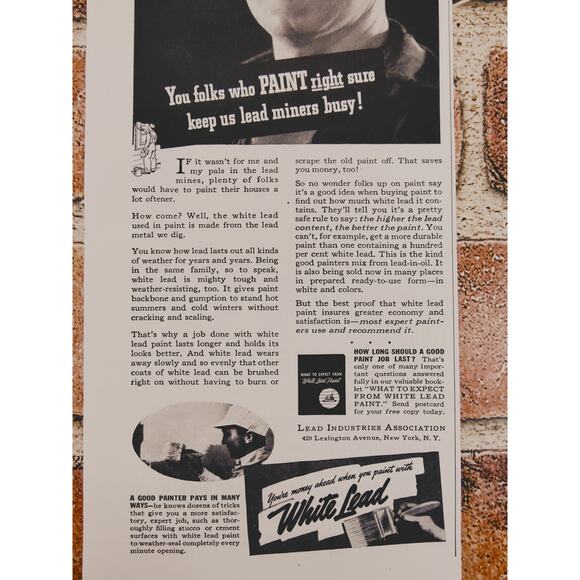 You folks who PAINT right sure
keep us lead miners busy!
IF it wasn't for me and
my pals in the lead
mines, plenty of folks
would have to paint their houses a
lot oftener.
How come? Well, the white lead
used in paint is made from the lead
metal we dig.
You know how lead lasts out all kinds
of weather for years and years. Being
in the same family, so to speak,
white lead is mighty tough and
weather-resisting, too. It gives paint
backbone and gumption to stand hot
summers and cold winters without
cracking and scaling.
That's why a job done with white
lead paint lasts longer and holds its
looks better. And white lead wears
away slowly and so evenly that other
coats of white lead can be brushed
right on without having to burn or
scrape the old paint off. That saves
you money, too!
So no wonder folks up on paint say
it's a good idea when buying paint to
find out how much white lead it con-
tains. They'll tell you it's a pretty
safe rule to say: the higher the lead
content, the better the paint. You
can't, for example, get a more durable
paint than one containing a hundred
per cent white lead. This is the kind
good painters mix from lead-in-oil. It
is also being sold now in many places
in prepared ready-to-use form—in
white and colors.
But the best proof that white lead
paint insures greater economy and
satisfaction is—most expert paint-
ers use and recommend it.
WHAT TO EXPECT FROM
White Lead Paint
HOW LONG SHOULD A GOOD
PAINT JOB LAST? That's
only one of many impor-
tant questions answered
fully in our valuable book-
let "WHAT TO EXPECT
FROM WHITE LEAD
PAINT." Send postcard
for your free copy today.
LEAD INDUSTRIES ASSOCIATION
420 Lexington Avenue, New York, N. Y.
A GOOD PAINTER PAYS IN MANY
WAYS—he knows dozens of tricks
that give you a more satisfac-
tory, expert job, such as thor-
oughly filling stucco or cement
surfaces with white lead paint
to weather-seal completely every
minute opening.
You're money ahead when you paint with
White Lead